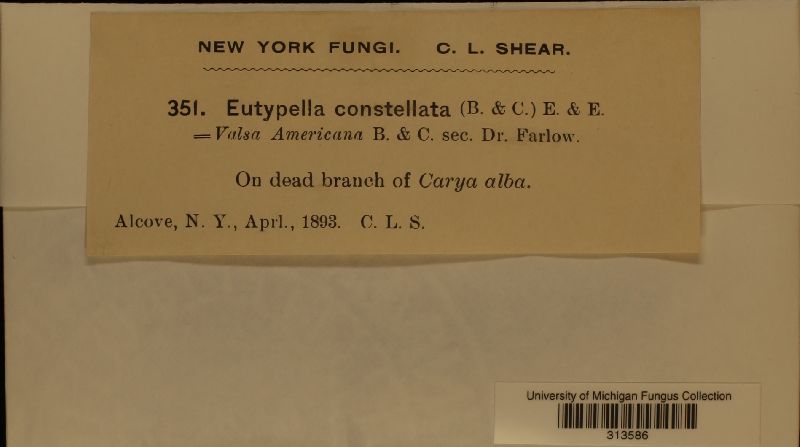 NEW YORK FUNGI. C. L. SHEAR.
351. Eutypella constellata (B. & C.) E. & E.
= Valsa Americana B. & C. sec. Dr. Farlow.
On dead branch of Carya alba.
Alcove, N. Y., Aprl., 1893. C. L. S.
University of Michigan Fungus Collection
313586